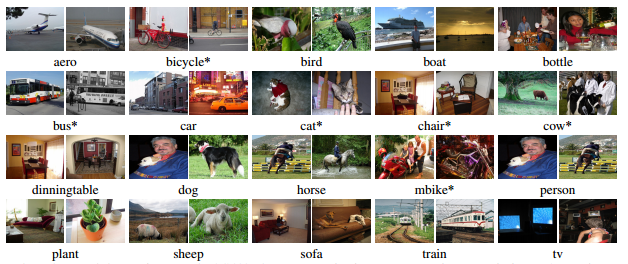 aero bicycle* bird boat bottle
bus* car cat* chair* cow*
dinningtable dog horse mbike* person
plant sheep sofa train tv